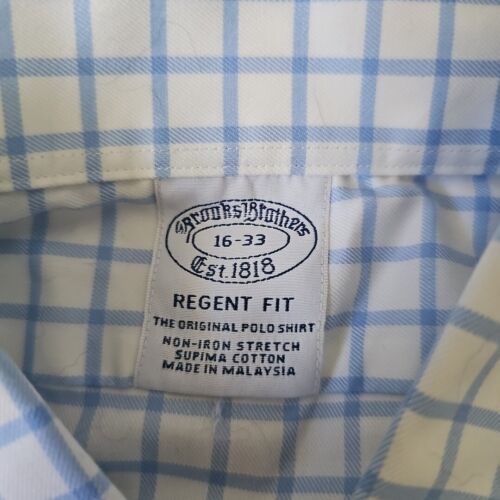 Brooks Brothers
16-33
Est. 1818
REGENT FIT
THE ORIGINAL POLO SHIRT
NON-IRON STRETCH
SUPIMA COTTON
MADE IN MALAYSIA